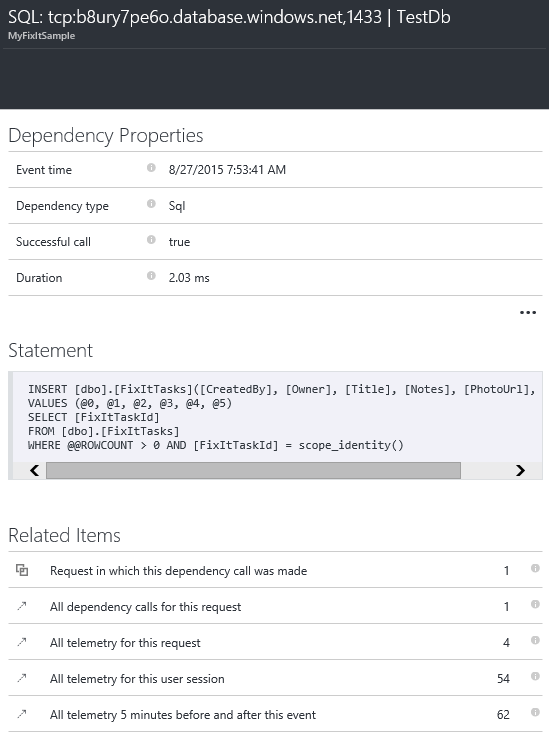 SQL: tcp:b8ury7pe6o.database.windows.net,1433 | TestDb
MyFixItSample
Dependency Properties
Event time 8/27/2015 7:53:41 AM
Dependency type Sql
Successful call true
Duration 2.03 ms
Statement
INSERT [dbo].[FixItTasks]([CreatedBy], [Owner], [Title], [Notes], [PhotoUrl],
VALUES (@0, @1, @2, @3, @4, @5)
SELECT [FixItTaskId]
FROM [dbo].[FixItTasks]
WHERE @@ROWCOUNT > 0 AND [FixItTaskId] = scope_identity()
Related Items
Request in which this dependency call was made 1
All dependency calls for this request 1
All telemetry for this request 4
All telemetry for this user session 54
All telemetry 5 minutes before and after this event 62